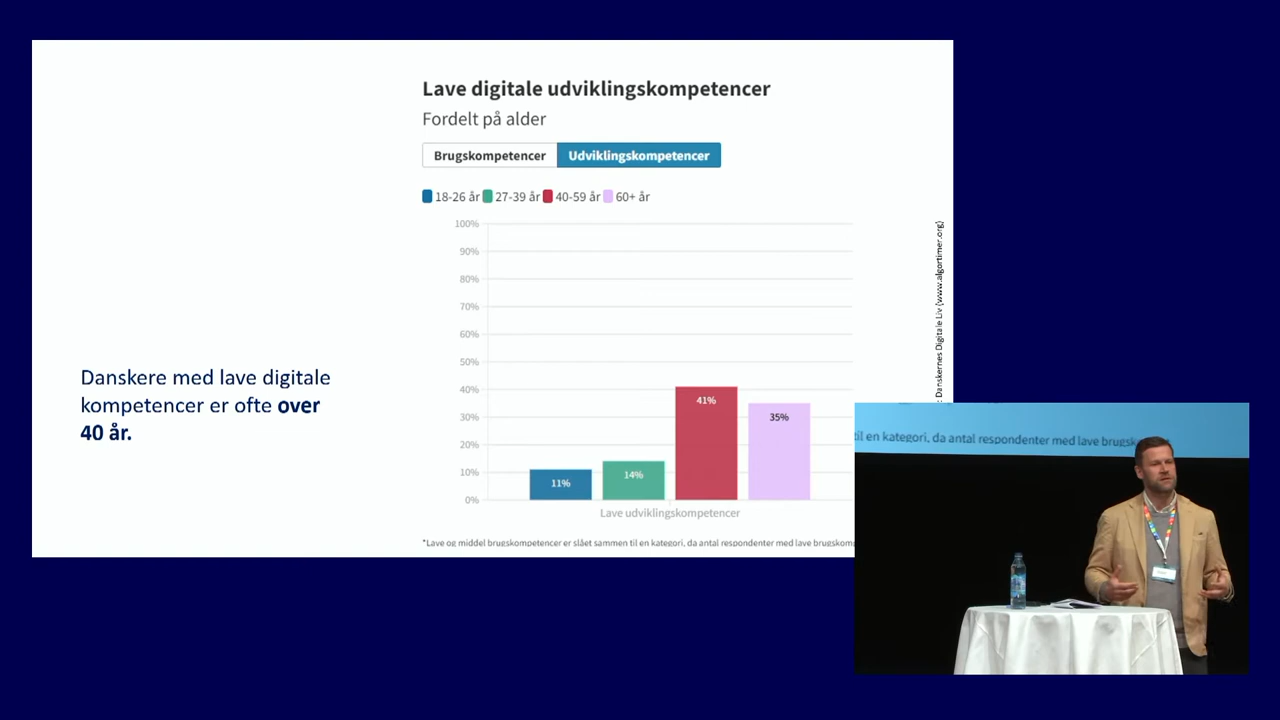 Lave digitale udviklingskompetencer
Fordelt på alder
Brugskompetencer Udviklingskompetencer
18-26 år 27-39 år 40-59 år 60+ år
100%
90%
80%
70%
60%
50%
40%
30%
20%
10%
0%
11% 14% 41% 35%
Lave udviklingskompetencer
*Lave og middel brugskompetencer er slået sammen til en kategori, da antal respondenter med lave
Danskere med lave digitale
kompetencer er ofte over
40 år.
: Danskernes Digitale Liv (www.algortimer.org)
til en kategori, da antal respondenter med lave